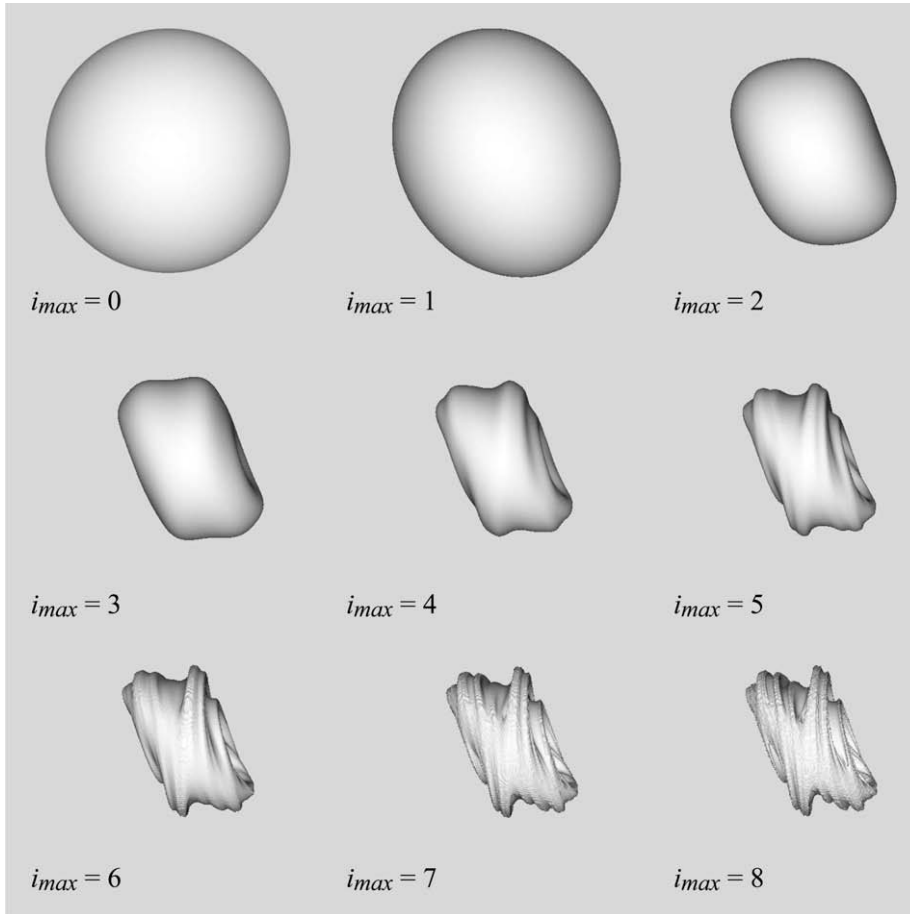 imax = 0
imax = 1
imax = 2
imax = 3
imax = 4
imax = 5
imax = 6
imax = 7
imax = 8